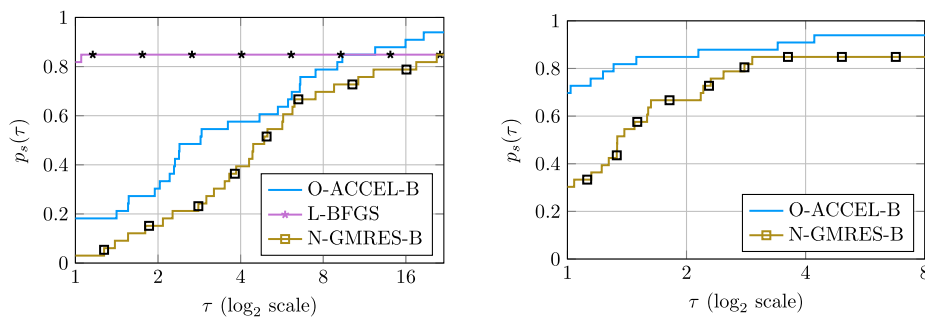 1
0.8
0.6
0.4
0.2
0
p_s(τ)
1 2 4 8 16
τ (log₂ scale)
O-ACCEL-B
L-BFGS
N-GMRES-B
1
0.8
0.6
0.4
0.2
0
p_s(τ)
1 2 4 8
τ (log₂ scale)
O-ACCEL-B
N-GMRES-B